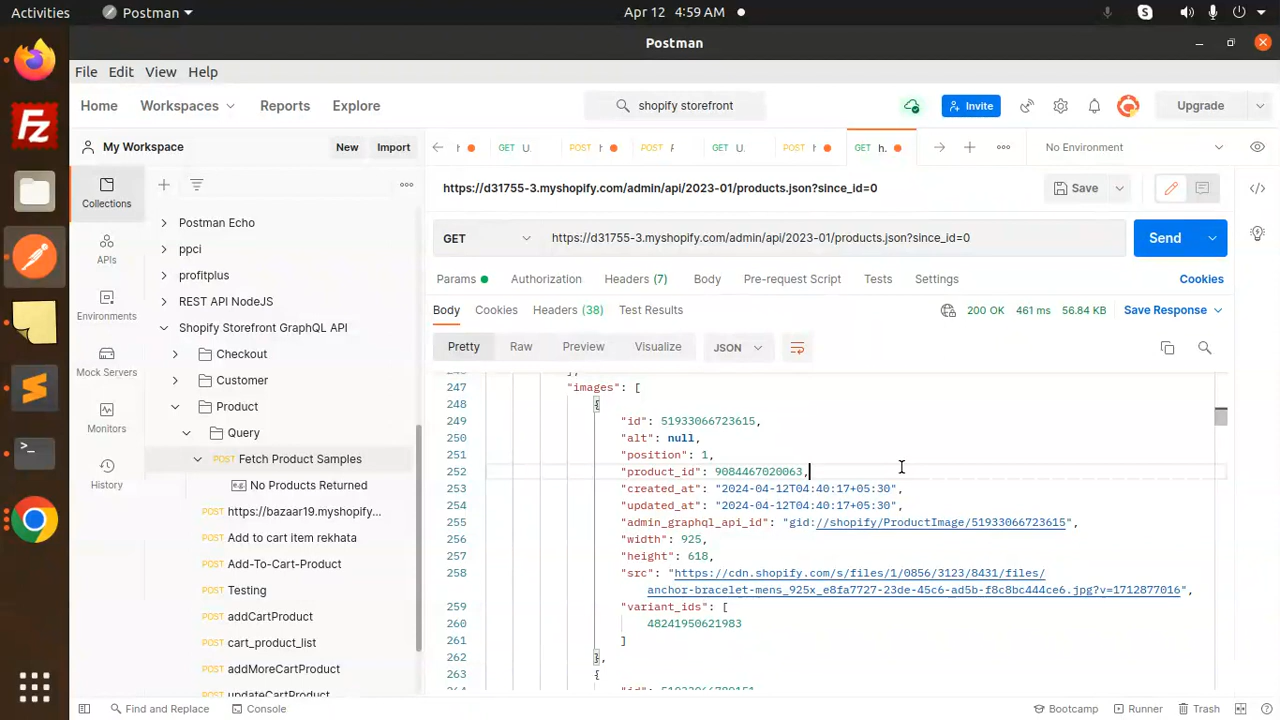 Activities Postman Apr 12 4:59 AM
Postman
File Edit View Help
Home Workspaces Reports Explore shopify storefront Invite Upgrade
My Workspace New Import GET U. POST POST GET U. POST GET h. No Environment
https://d31755-3.myshopify.com/admin/api/2023-01/products.json?since_id=0 Save
GET https://d31755-3.myshopify.com/admin/api/2023-01/products.json?since_id=0 Send
Params Authorization Headers (7) Body Pre-request Script Tests Settings Cookies
Body Cookies Headers (38) Test Results 200 OK 461 ms 56.84 KB Save Response
Pretty Raw Preview Visualize JSON
Collections
APIs
Environments
Mock Servers
Monitors
History
Postman Echo
ppci
profitplus
REST API NodeJS
Shopify Storefront GraphQL API
Checkout
Customer
Product
Query
POST Fetch Product Samples
No Products Returned
POST https://bazaar19.myshopify...
POST Add to cart item rekhata
POST Add-To-Cart-Product
POST Testing
POST addCartProduct
POST cart_product_list
POST addMoreCartProduct
POST updateCartProduct
247 "images": [
248 {
249 "id": 51933066723615,
250 "alt": null,
251 "position": 1,
252 "product_id": 9084467020063,
253 "created_at": "2024-04-12T04:40:17+05:30",
254 "updated_at": "2024-04-12T04:40:17+05:30",
255 "admin_graphql_api_id": "gid://shopify/ProductImage/51933066723615",
256 "width": 925,
257 "height": 618,
258 "src": "https://cdn.shopify.com/s/files/1/0856/3123/8431/files/
anchor-bracelet-mens_925x_e8fa7727-23de-45c6-ad5b-f8c8bc444ce6.jpg?v=1712877016",
259 "variant_ids": [
260 48241950621983
261 ]
262 },
263 {
Find and Replace Console Bootcamp Runner Trash